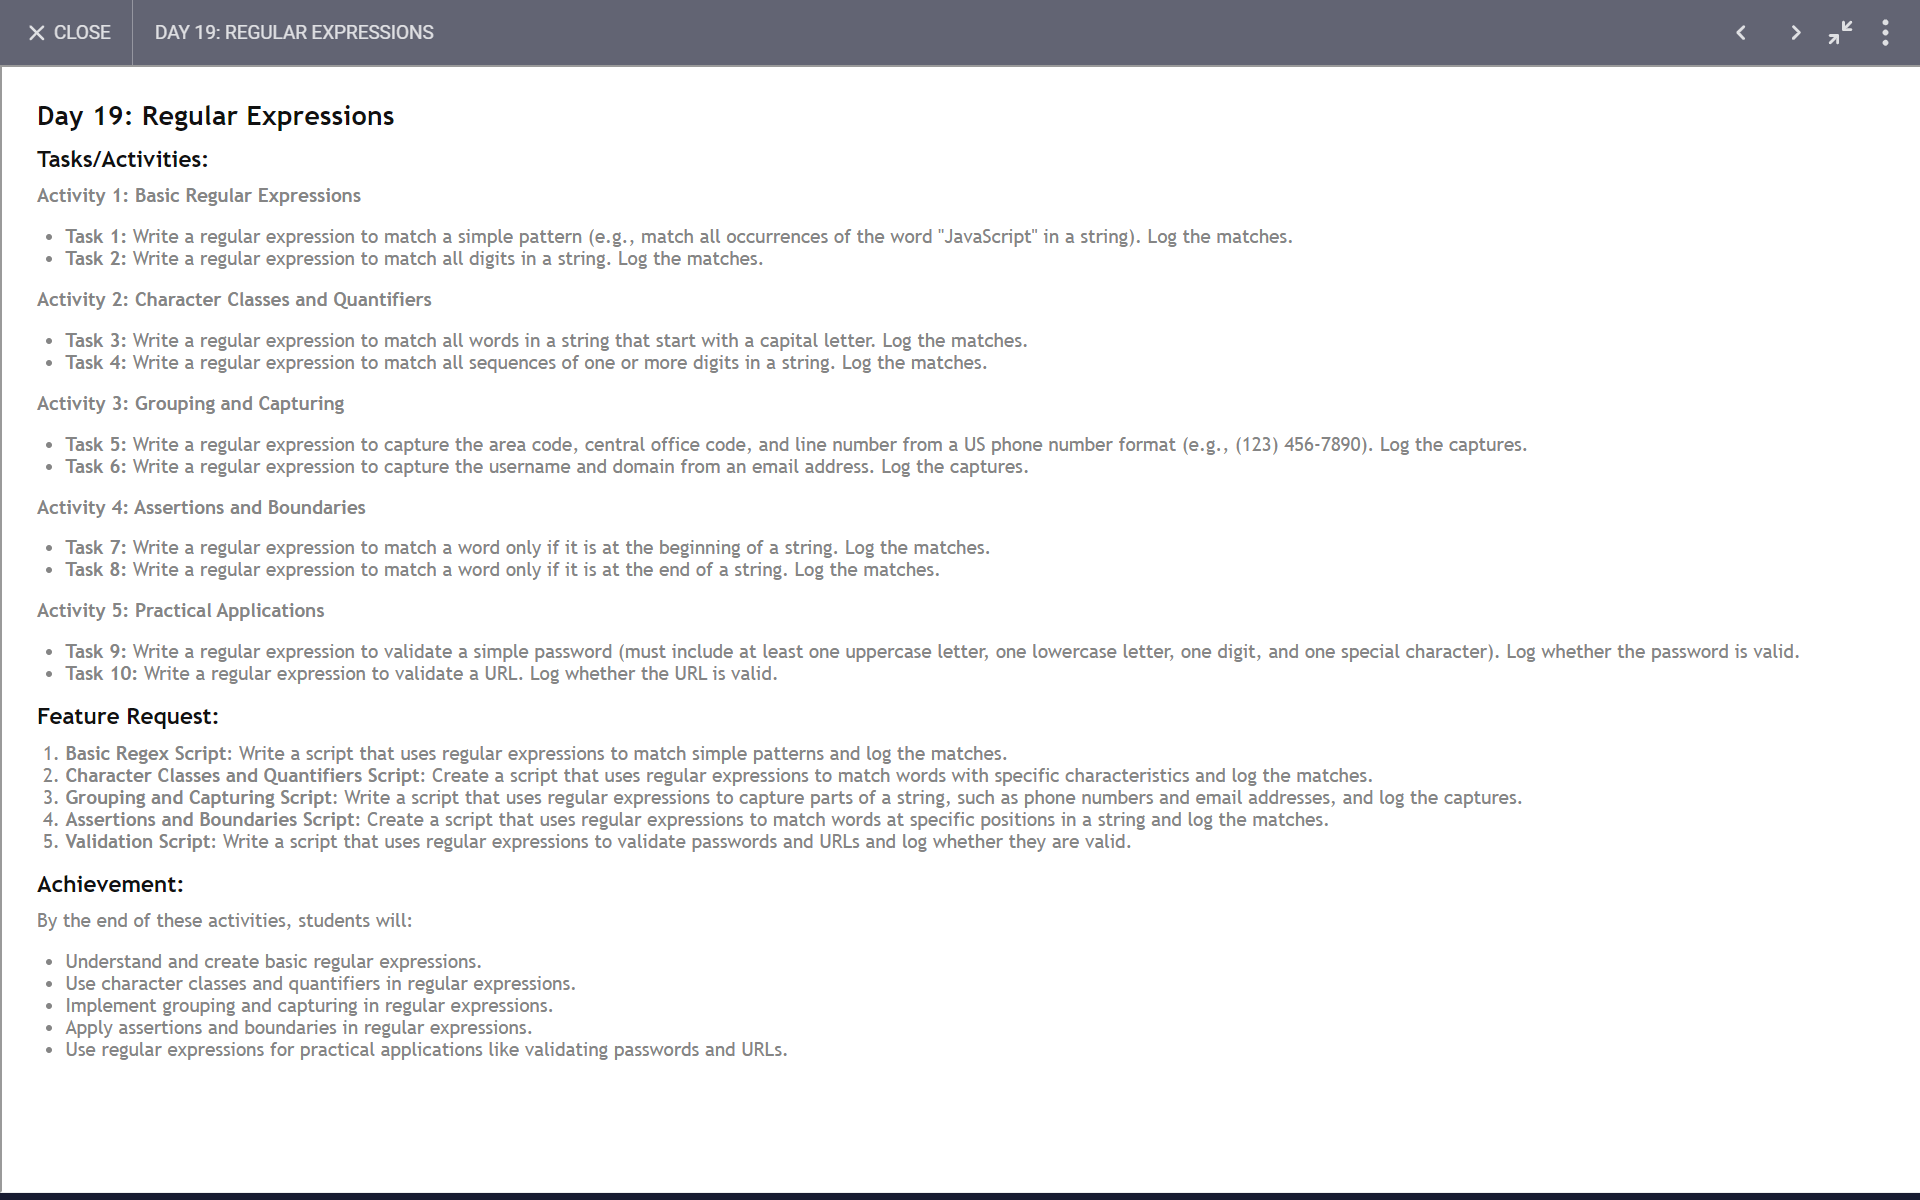 CLOSE
DAY 19: REGULAR EXPRESSIONS
Day 19: Regular Expressions
Tasks/Activities:
Activity 1: Basic Regular Expressions
• Task 1: Write a regular expression to match a simple pattern (e.g., match all occurrences of the word "JavaScript" in a string). Log the matches.
• Task 2: Write a regular expression to match all digits in a string. Log the matches.
Activity 2: Character Classes and Quantifiers
• Task 3: Write a regular expression to match all words in a string that start with a capital letter. Log the matches.
• Task 4: Write a regular expression to match all sequences of one or more digits in a string. Log the matches.
Activity 3: Grouping and Capturing
• Task 5: Write a regular expression to capture the area code, central office code, and line number from a US phone number format (e.g., (123) 456-7890). Log the captures.
• Task 6: Write a regular expression to capture the username and domain from an email address. Log the captures.
Activity 4: Assertions and Boundaries
• Task 7: Write a regular expression to match a word only if it is at the beginning of a string. Log the matches.
• Task 8: Write a regular expression to match a word only if it is at the end of a string. Log the matches.
Activity 5: Practical Applications
• Task 9: Write a regular expression to validate a simple password (must include at least one uppercase letter, one lowercase letter, one digit, and one special character). Log whether the password is valid.
• Task 10: Write a regular expression to validate a URL. Log whether the URL is valid.
Feature Request:
1. Basic Regex Script: Write a script that uses regular expressions to match simple patterns and log the matches.
2. Character Classes and Quantifiers Script: Create a script that uses regular expressions to match words with specific characteristics and log the matches.
3. Grouping and Capturing Script: Write a script that uses regular expressions to capture parts of a string, such as phone numbers and email addresses, and log the captures.
4. Assertions and Boundaries Script: Create a script that uses regular expressions to match words at specific positions in a string and log the matches.
5. Validation Script: Write a script that uses regular expressions to validate passwords and URLs and log whether they are valid.
Achievement:
By the end of these activities, students will:
• Understand and create basic regular expressions.
• Use character classes and quantifiers in regular expressions.
• Implement grouping and capturing in regular expressions.
• Apply assertions and boundaries in regular expressions.
• Use regular expressions for practical applications like validating passwords and URLs.